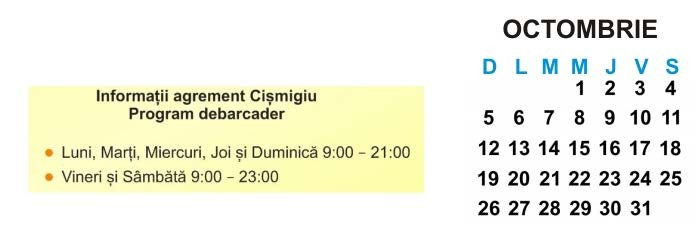 Informații agrement Cișmigiu
Program debarcader
Luni, Marți, Miercuri, Joi și Duminică 9:00 – 21:00
Vineri și Sâmbătă 9:00 – 23:00
OCTOMBRIE
D L M M J V S
1 2 3 4
5 6 7 8 9 10 11
12 13 14 15 16 17 18
19 20 21 22 23 24 25
26 27 28 29 30 31